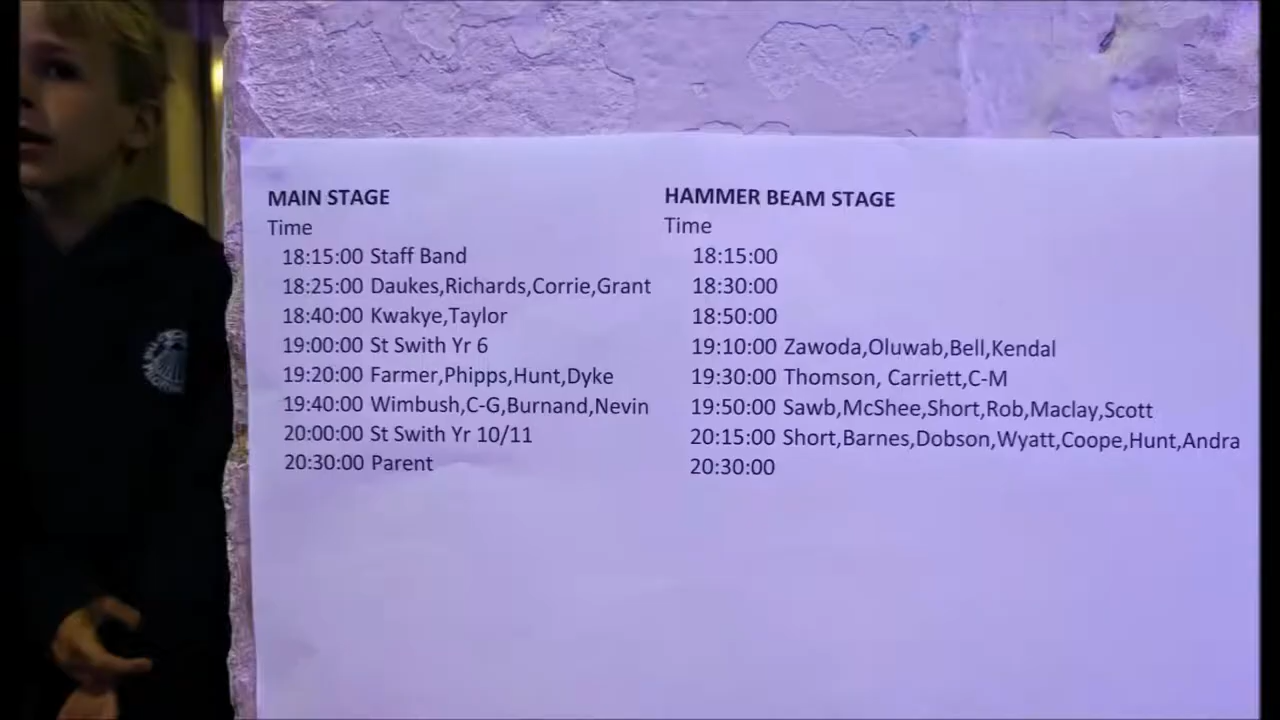 MAIN STAGE
Time
18:15:00 Staff Band
18:25:00 Daukes,Richards,Corrie,Grant
18:40:00 Kwakye,Taylor
19:00:00 St Swith Yr 6
19:20:00 Farmer,Phipps,Hunt,Dyke
19:40:00 Wimbush,C-G,Burnand,Nevin
20:00:00 St Swith Yr 10/11
20:30:00 Parent
HAMMER BEAM STAGE
Time
18:15:00
18:30:00
18:50:00
19:10:00 Zawoda,Oluwab,Bell,Kendal
19:30:00 Thomson, Carriett,C-M
19:50:00 Sawb,McShee,Short,Rob,Maclay,Scott
20:15:00 Short,Barnes,Dobson,Wyatt,Coope,Hunt,Andra
20:30:00